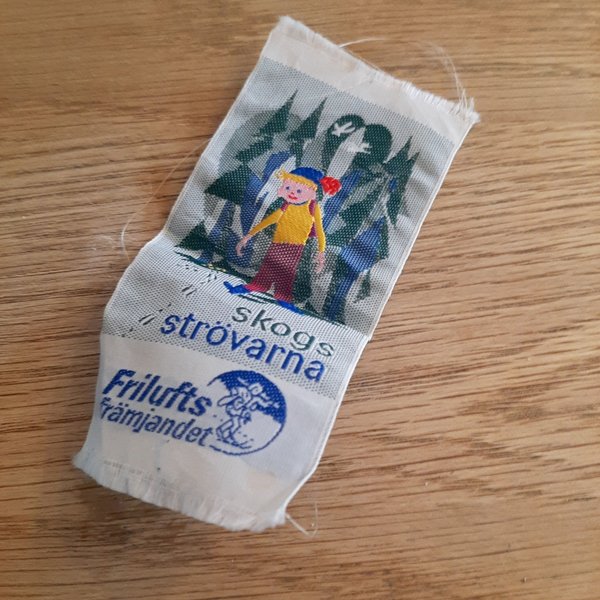 skogs
strövarna
Frilufts
främjandet